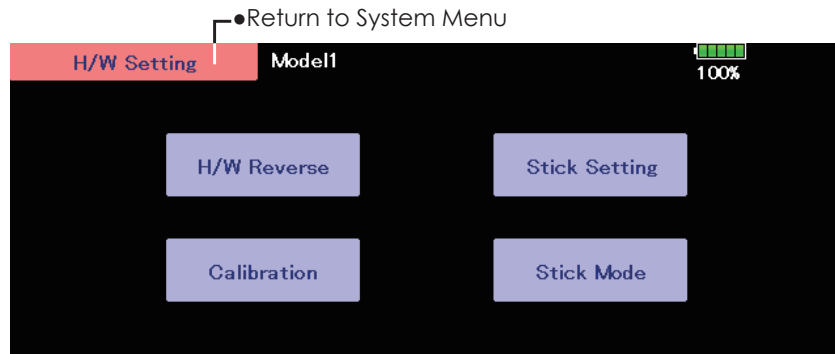 ●Return to System Menu
H/W Setting Model1
100%
H/W Reverse Stick Setting
Calibration Stick Mode